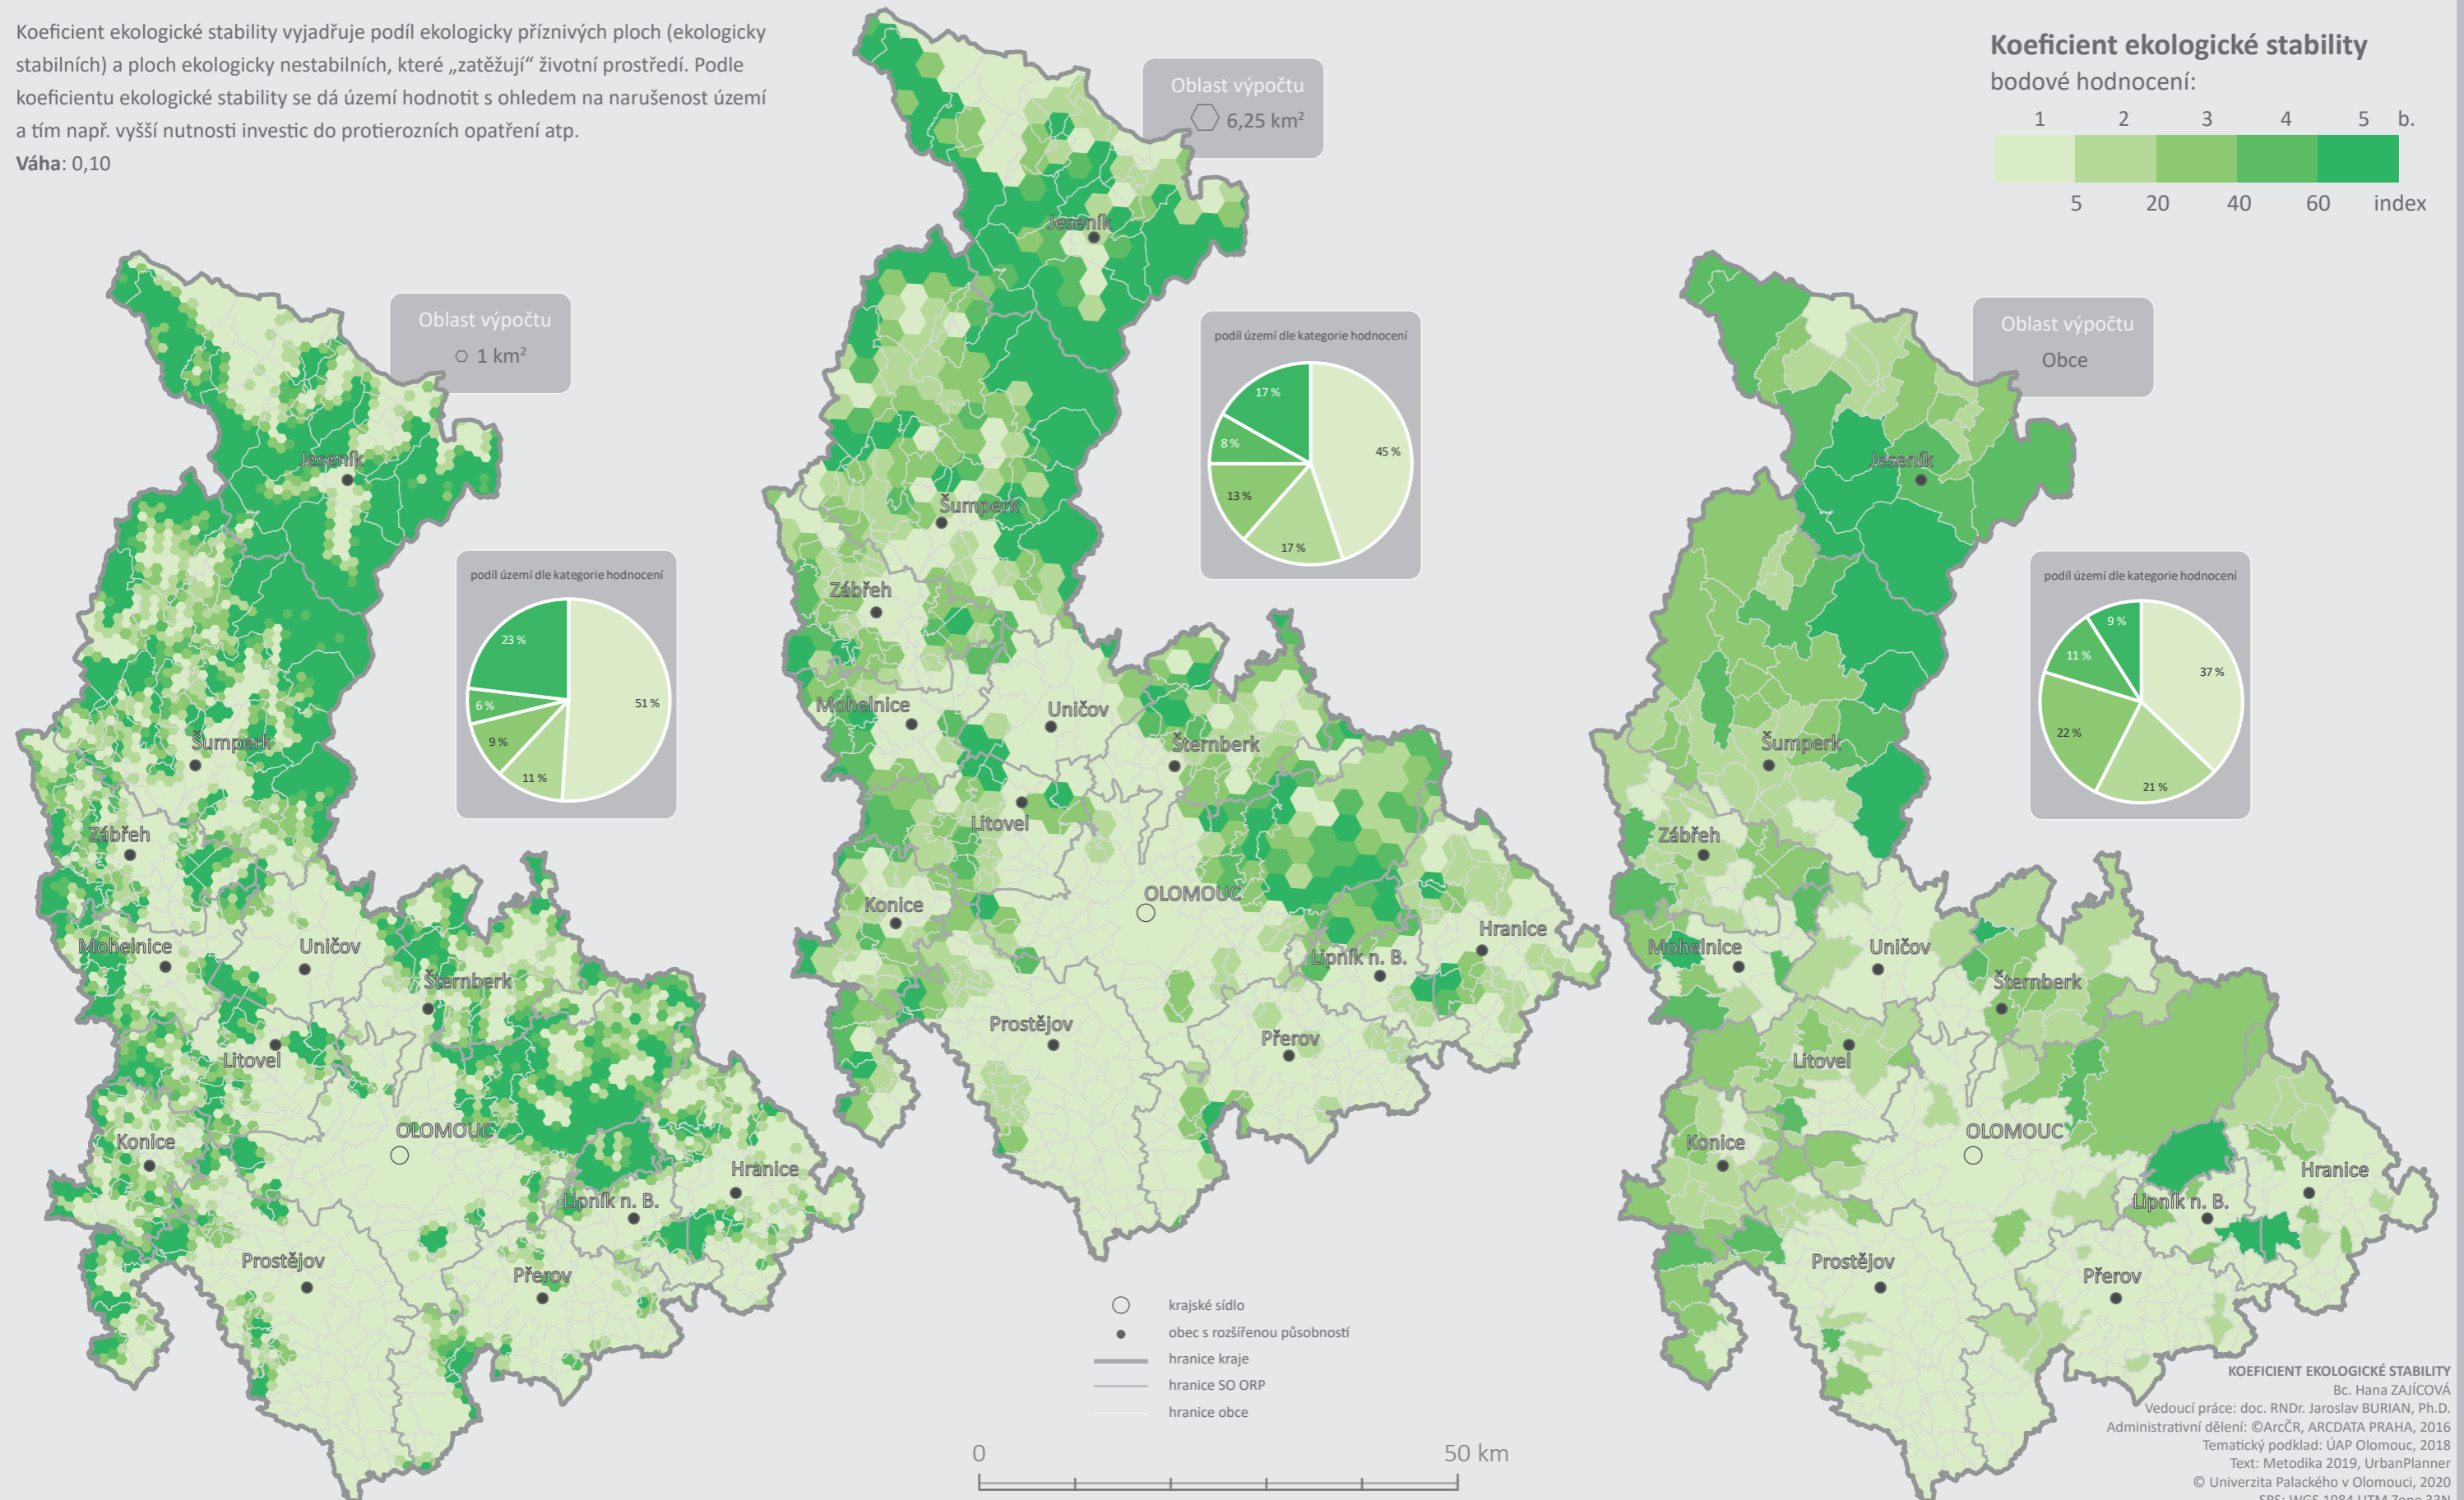 Koeficient ekologické stability vyjadřuje podíl ekologicky příznivých ploch (ekologicky
stabilních) a ploch ekologicky nestabilních, které „zatěžují“ životní prostředí. Podle
koeficientu ekologické stability se dá území hodnotit s ohledem na narušenost území
a tím např. vyšší nutnosti investic do protierozních opatření atp.
Váha: 0,10
Koeficient ekologické stability
bodové hodnocení:
1 2 3 4 5 b.
5 20 40 60 index
Oblast výpočtu
1 km²
Jeseník
Šumperk
Zábřeh
Mohelnice
Uničov
Šternberk
Litovel
OLOMOUC
Konice
Hranice
Lipník n. B.
Prostějov
Přerov
podíl území dle kategorie hodnocení
23 %
51 %
6 %
9 %
11 %
Oblast výpočtu
6,25 km²
Jeseník
Šumperk
Zábřeh
Mohelnice
Uničov
Šternberk
Litovel
OLOMOUC
Konice
Hranice
Lipník n. B.
Prostějov
Přerov
podíl území dle kategorie hodnocení
17 %
45 %
8 %
13 %
17 %
Oblast výpočtu
Obce
Jeseník
Šumperk
Zábřeh
Mohelnice
Uničov
Šternberk
Litovel
OLOMOUC
Konice
Hranice
Lipník n. B.
Prostějov
Přerov
podíl území dle kategorie hodnocení
9 %
37 %
11 %
22 %
21 %
krajské sídlo
obec s rozšířenou působností
hranice kraje
hranice SO ORP
hranice obce
0 50 km
KOEFICIENT EKOLOGICKÉ STABILITY
Bc. Hana ZAJÍCOVÁ
Vedoucí práce: doc. RNDr. Jaroslav BURIAN, Ph.D.
Administrativní dělení: ©ArcČR, ARCDATA PRAHA, 2016
Tematický podklad: ÚAP Olomouc, 2018
Text: Metodika 2019, UrbanPlanner
© Univerzita Palackého v Olomouci, 2020
SRS: WGS 1984 UTM Zone 33N